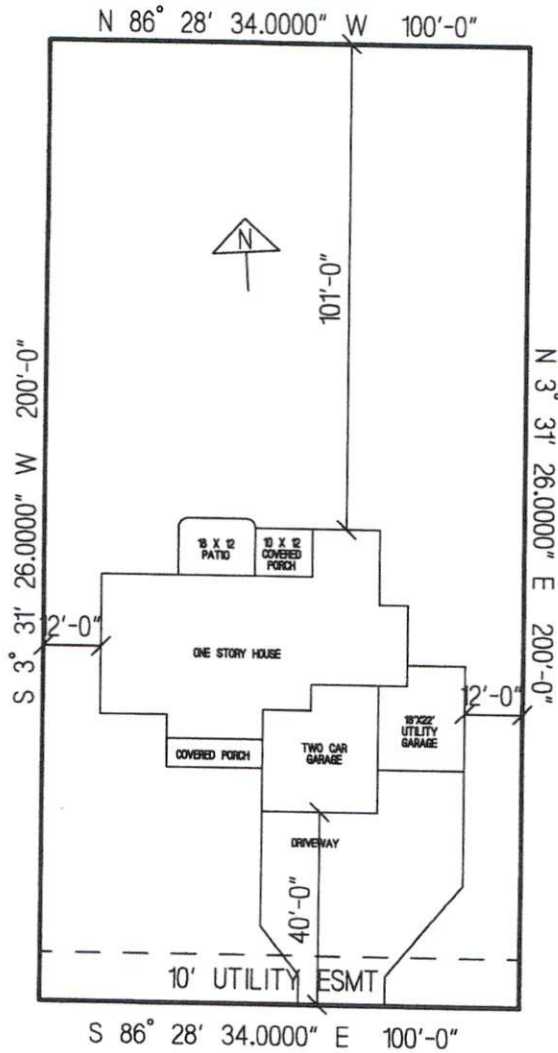 N 86° 28' 34.0000" W 100'-0"
N
101'-0"
S 3° 31' 26.0000" W 200'-0"
N 3° 31' 26.0000" E 200'-0"
18 X 12
PATIO
10 X 12
COVERED
PORCH
12'-0"
ONE STORY HOUSE
12'-0"
18'X22'
UTILITY
GARAGE
COVERED PORCH
TWO CAR
GARAGE
DRIVEWAY
40'-0"
10' UTILITY ESMT
S 86° 28' 34.0000" E 100'-0"